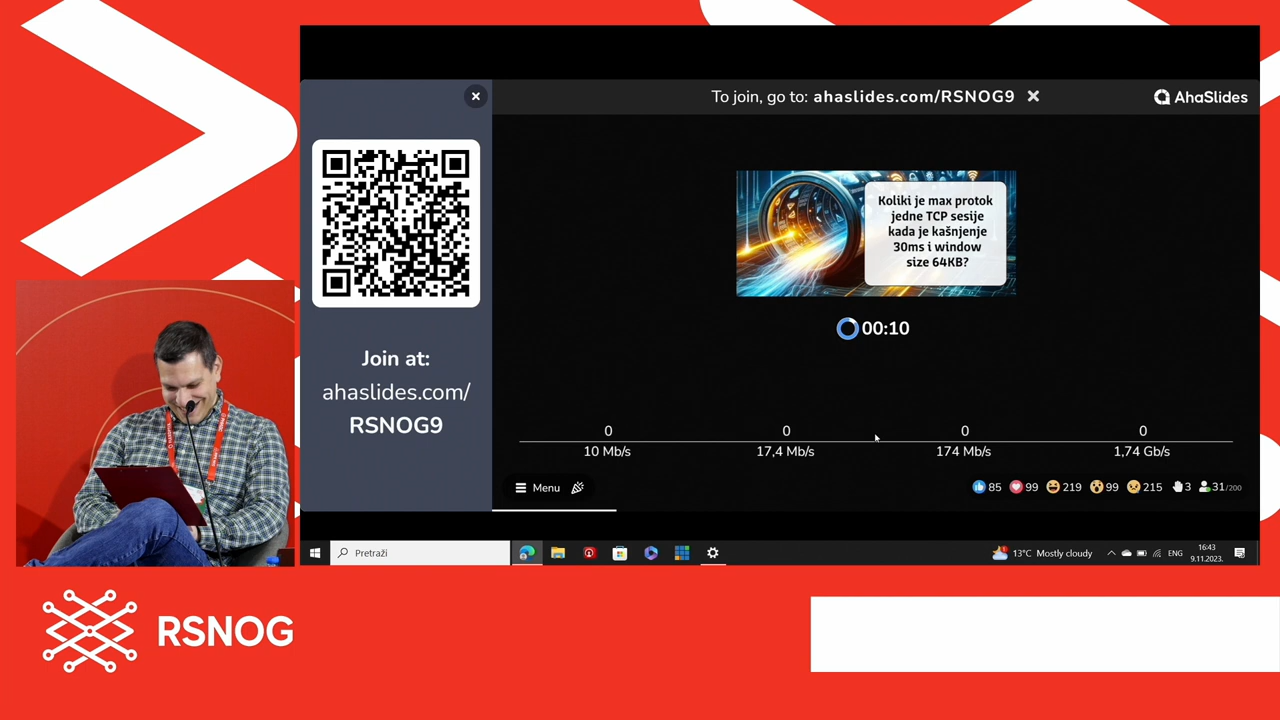 To join, go to: ahaslides.com/RSNOG9
AhaSlides
Koliki je max protok
jedne TCP sesije
kada je kašnjenje
30ms i window
size 64KB?
00:10
Join at:
ahaslides.com/
RSNOG9
0 0 0 0
10 Mb/s 17,4 Mb/s 174 Mb/s 1,74 Gb/s
Menu
85 99 219 99 215 3 31/200
Pretraži
13°C Mostly cloudy
ENG
16:43
9.11.2023.
RSNOG